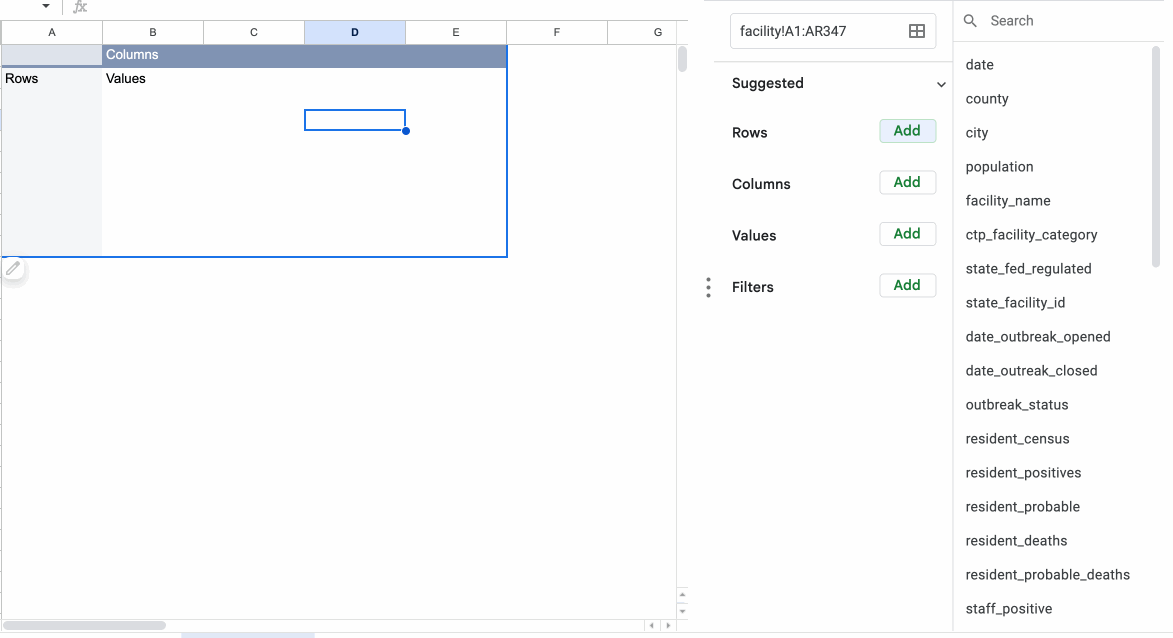 fx
A B C D E F G
Columns
Rows Values
facility!A1:AR347
Suggested
Rows Add
Columns Add
Values Add
Filters Add
Search
date
county
city
population
facility_name
ctp_facility_category
state_fed_regulated
state_facility_id
date_outbreak_opened
date_outreak_closed
outbreak_status
resident_census
resident_positives
resident_probable
resident_deaths
resident_probable_deaths
staff_positive